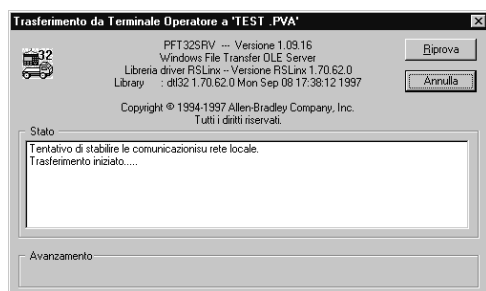 Trasferimento da Terminale Operatore a 'TEST .PVA'
32
PFT32SRV --- Versione 1.09.16
Windows File Transfer OLE Server
Libreria driver RSLinx -- Versione RSLinx 1.70.62.0
Library : dtl32 1.70.62.0 Mon Sep 08 17:38:12 1997
Copyright © 1994-1997 Allen-Bradley Company, Inc.
Tutti i diritti riservati.
Riprova
Annulla
Stato
Tentativo di stabilire le comunicazionisu rete locale.
Trasferimento iniziato.....
Avanzamento